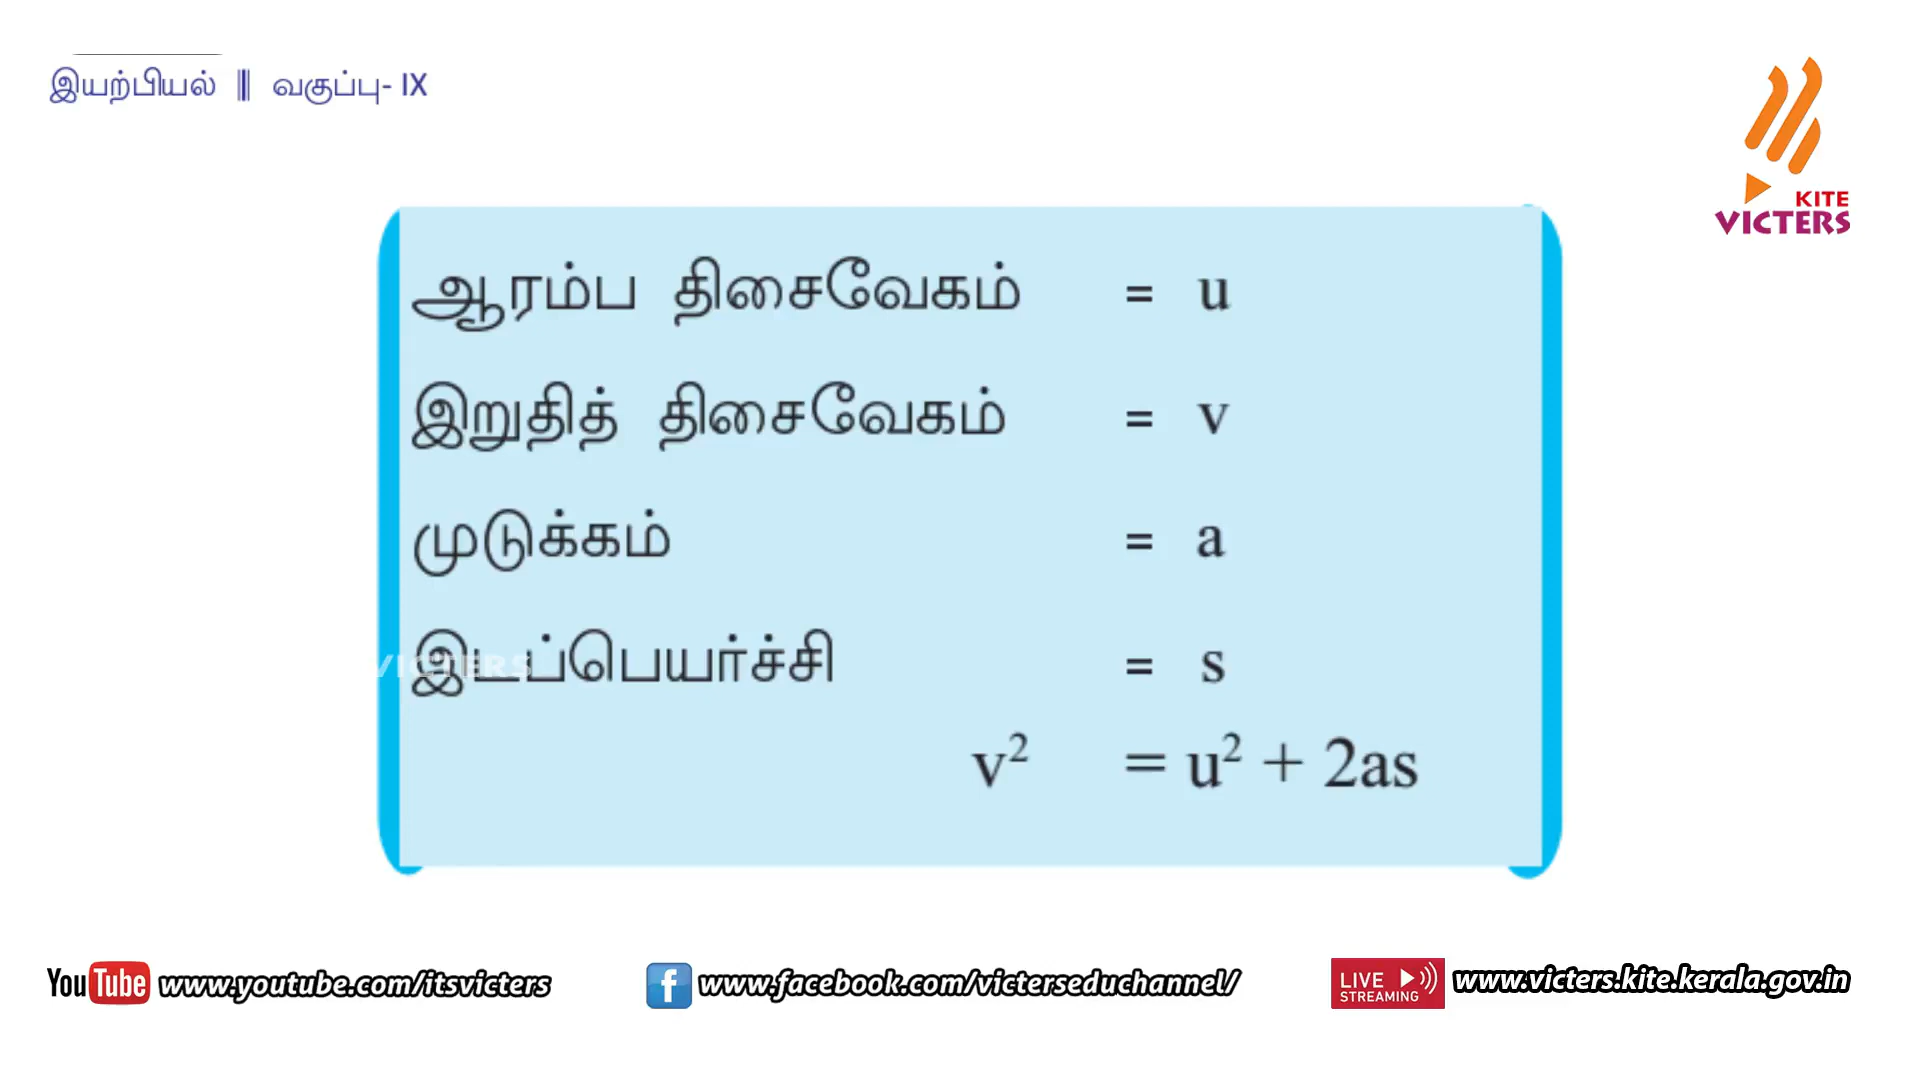 இயற்பியல் || வகுப்பு- IX
KITE
VICTERS
ஆரம்ப திசைவேகம் = u
இறுதித் திசைவேகம் = v
முடுக்கம் = a
இடப்பெயர்ச்சி = s
VICTERS
v² = u² + 2as
YouTube www.youtube.com/itsvicters
f www.facebook.com/victerseduchannel/
LIVE STREAMING www.victers.kite.kerala.gov.in